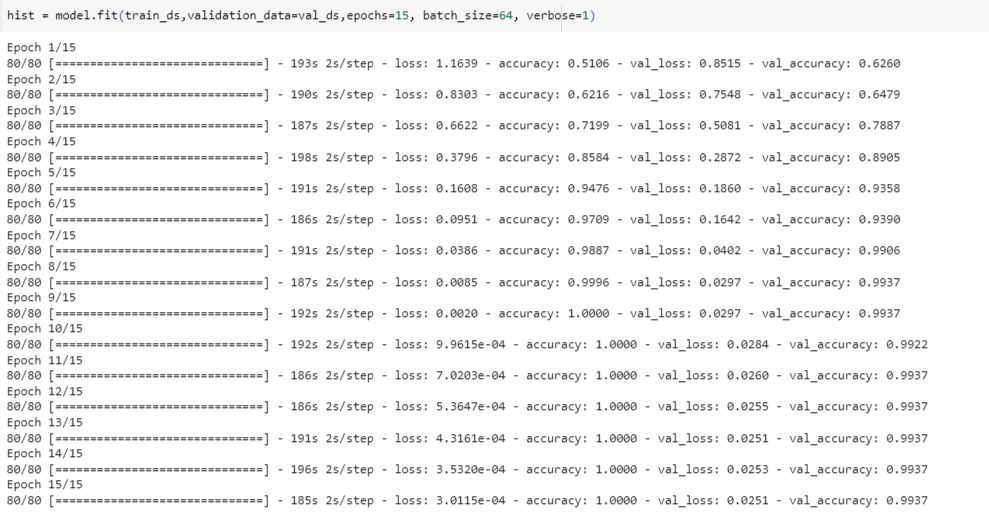 hist = model.fit(train_ds,validation_data=val_ds,epochs=15, batch_size=64, verbose=1)
Epoch 1/15
80/80 [==============================] - 193s 2s/step - loss: 1.1639 - accuracy: 0.5106 - val_loss: 0.8515 - val_accuracy: 0.6260
Epoch 2/15
80/80 [==============================] - 190s 2s/step - loss: 0.8303 - accuracy: 0.6216 - val_loss: 0.7548 - val_accuracy: 0.6479
Epoch 3/15
80/80 [==============================] - 187s 2s/step - loss: 0.6622 - accuracy: 0.7199 - val_loss: 0.5081 - val_accuracy: 0.7887
Epoch 4/15
80/80 [==============================] - 198s 2s/step - loss: 0.3796 - accuracy: 0.8584 - val_loss: 0.2872 - val_accuracy: 0.8905
Epoch 5/15
80/80 [==============================] - 191s 2s/step - loss: 0.1608 - accuracy: 0.9476 - val_loss: 0.1860 - val_accuracy: 0.9358
Epoch 6/15
80/80 [==============================] - 186s 2s/step - loss: 0.0951 - accuracy: 0.9709 - val_loss: 0.1642 - val_accuracy: 0.9390
Epoch 7/15
80/80 [==============================] - 191s 2s/step - loss: 0.0386 - accuracy: 0.9887 - val_loss: 0.0402 - val_accuracy: 0.9906
Epoch 8/15
80/80 [==============================] - 187s 2s/step - loss: 0.0085 - accuracy: 0.9996 - val_loss: 0.0297 - val_accuracy: 0.9937
Epoch 9/15
80/80 [==============================] - 192s 2s/step - loss: 0.0020 - accuracy: 1.0000 - val_loss: 0.0297 - val_accuracy: 0.9937
Epoch 10/15
80/80 [==============================] - 192s 2s/step - loss: 9.9615e-04 - accuracy: 1.0000 - val_loss: 0.0284 - val_accuracy: 0.9922
Epoch 11/15
80/80 [==============================] - 186s 2s/step - loss: 7.0203e-04 - accuracy: 1.0000 - val_loss: 0.0260 - val_accuracy: 0.9937
Epoch 12/15
80/80 [==============================] - 186s 2s/step - loss: 5.3647e-04 - accuracy: 1.0000 - val_loss: 0.0255 - val_accuracy: 0.9937
Epoch 13/15
80/80 [==============================] - 191s 2s/step - loss: 4.3161e-04 - accuracy: 1.0000 - val_loss: 0.0251 - val_accuracy: 0.9937
Epoch 14/15
80/80 [==============================] - 196s 2s/step - loss: 3.5320e-04 - accuracy: 1.0000 - val_loss: 0.0253 - val_accuracy: 0.9937
Epoch 15/15
80/80 [==============================] - 185s 2s/step - loss: 3.0115e-04 - accuracy: 1.0000 - val_loss: 0.0251 - val_accuracy: 0.9937